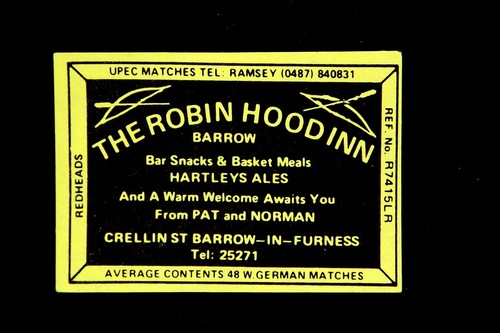 UPEC MATCHES TEL: RAMSEY (0487) 840831
THE ROBIN HOOD INN
BARROW
Bar Snacks & Basket Meals
HARTLEYS ALES
And A Warm Welcome Awaits You
From PAT and NORMAN
CRELLIN ST BARROW-IN-FURNESS
Tel: 25271
AVERAGE CONTENTS 48 W.GERMAN MATCHES
REDHEADS
REF. No. R7415LR